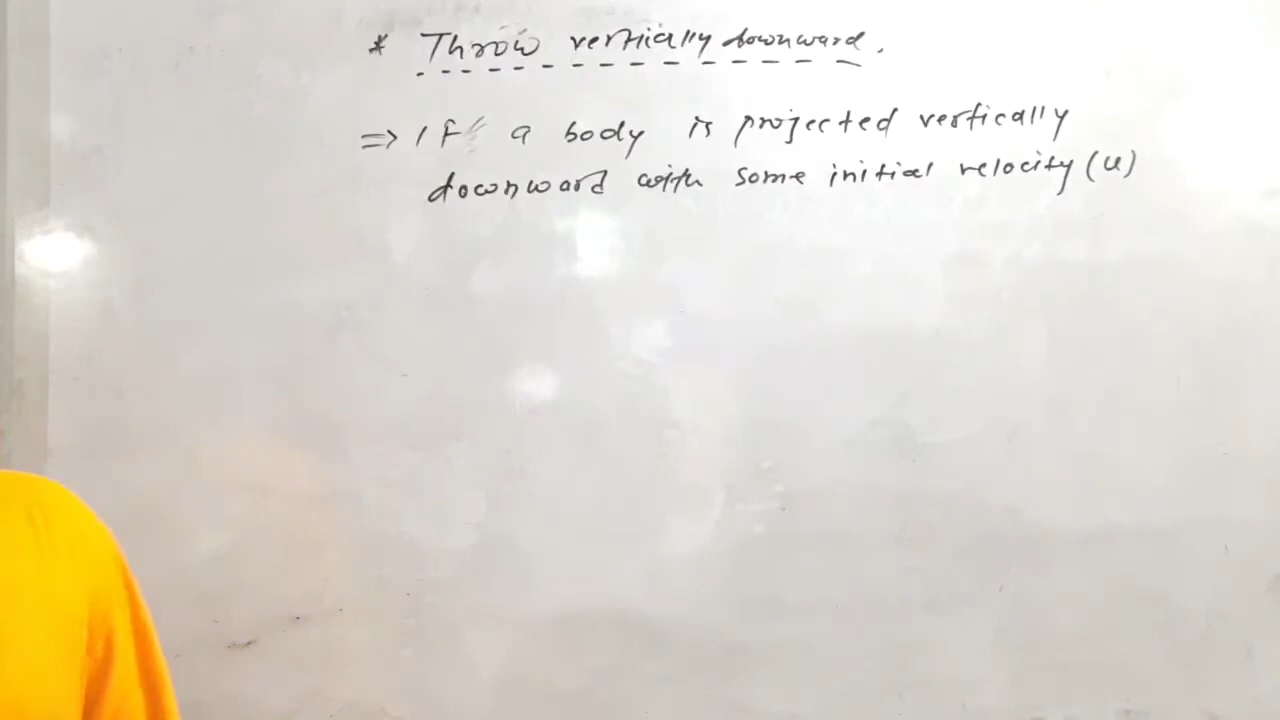 * Throw vertically downward.
⇒ If a body is projected vertically
downward with some initial velocity (u)